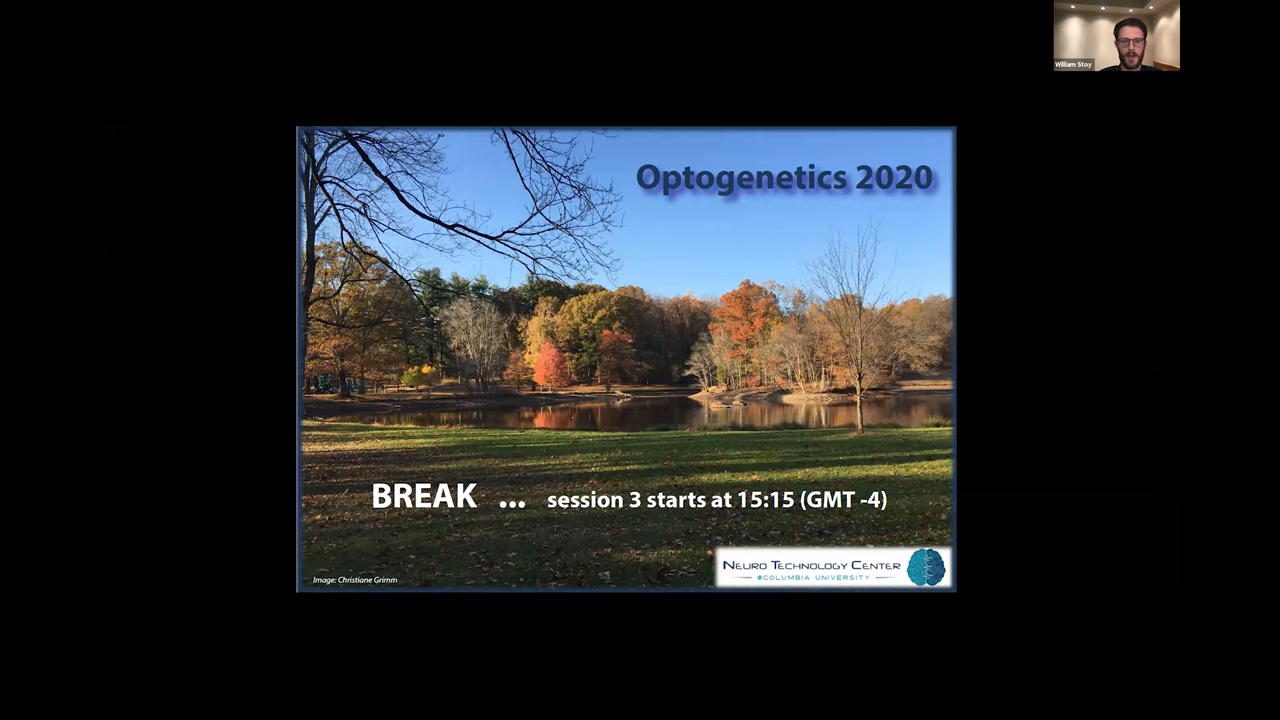 William Stoy
Optogenetics 2020
BREAK ... session 3 starts at 15:15 (GMT -4)
Image: Christiane Grimm
NEURO TECHNOLOGY CENTER
@COLUMBIA UNIVERSITY